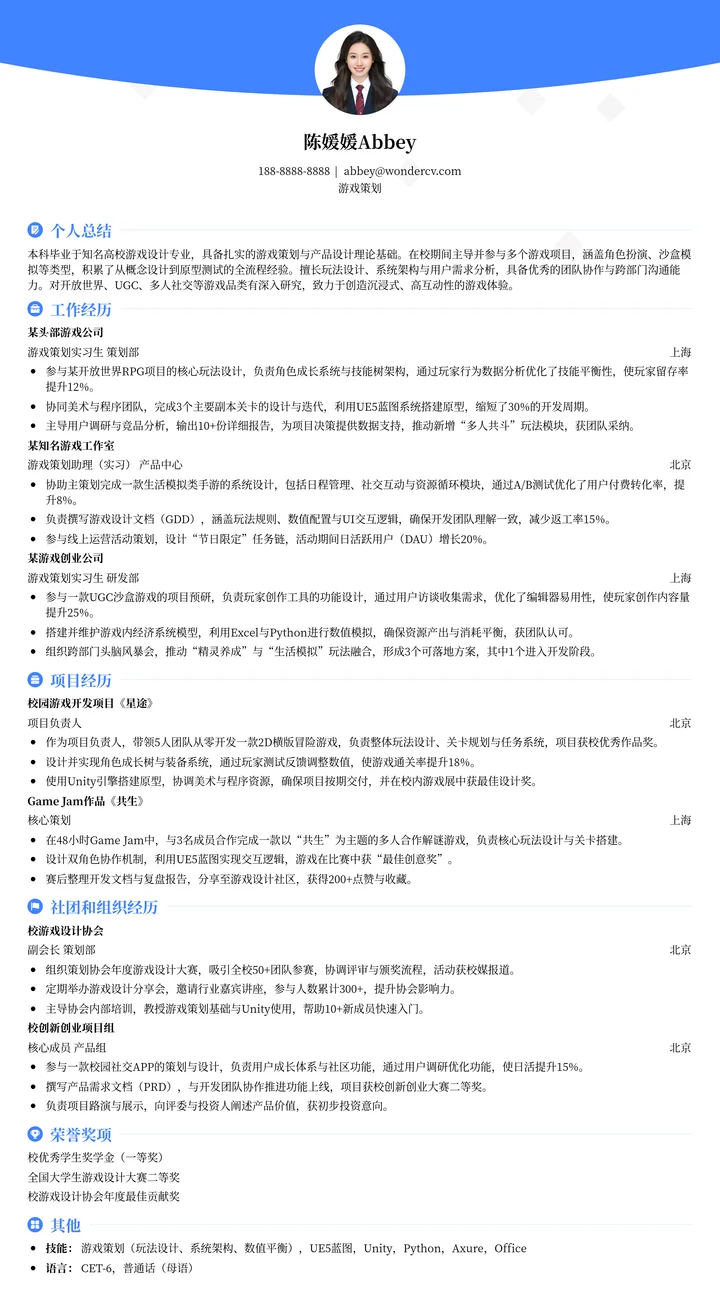 陈媛媛Abbey
188-8888-8888 | abbey@wondercv.com
游戏策划
个人总结
本科毕业于知名高校游戏设计专业，具备扎实的游戏策划与产品设计理论基础。在校期间主导并参与多个游戏项目，涵盖角色扮演、沙盒模
拟等类型，积累了从概念设计到原型测试的全流程经验。擅长玩法设计、系统架构与用户需求分析，具备优秀的团队协作与跨部门沟通能
力。对开放世界、UGC、多人社交等游戏品类有深入研究，致力于创造沉浸式、高互动性的游戏体验。
工作经历
某头部游戏公司
游戏策划实习生 策划部 上海
• 参与某开放世界RPG项目的核心玩法设计，负责角色成长系统与技能树架构，通过玩家行为数据分析优化了技能平衡性，使玩家留存率
提升12%。
• 协同美术与程序团队，完成3个主要副本关卡的设计与迭代，利用UE5蓝图系统搭建原型，缩短了30%的开发周期。
• 主导用户调研与竞品分析，输出10+份详细报告，为项目决策提供数据支持，推动新增“多人共斗”玩法模块，获团队采纳。
某知名游戏工作室
游戏策划助理（实习） 产品中心 北京
• 协助主策划完成一款生活模拟类手游的系统设计，包括日程管理、社交互动与资源循环模块，通过A/B测试优化了用户付费转化率，提
升8%。
• 负责撰写游戏设计文档（GDD），涵盖玩法规则、数值配置与UI交互逻辑，确保开发团队理解一致，减少返工率15%。
• 参与线上运营活动策划，设计“节日限定”任务链，活动期间日活跃用户（DAU）增长20%。
某游戏创业公司
游戏策划实习生 研发部 上海
• 参与一款UGC沙盒游戏的项目预研，负责玩家创作工具的功能设计，通过用户访谈收集需求，优化了编辑器易用性，使玩家创作内容量
提升25%。
• 搭建并维护游戏内经济系统模型，利用Excel与Python进行数值模拟，确保资源产出与消耗平衡，获团队认可。
• 组织跨部门头脑风暴会，推动“精灵养成”与“生活模拟”玩法融合，形成3个可落地方案，其中1个进入开发阶段。
项目经历
校园游戏开发项目《星途》
项目负责人 北京
• 作为项目负责人，带领5人团队从零开发一款2D横版冒险游戏，负责整体玩法设计、关卡规划与任务系统，项目获校优秀作品奖。
• 设计并实现角色成长树与装备系统，通过玩家测试反馈调整数值，使游戏通关率提升18%。
• 使用Unity引擎搭建原型，协调美术与程序资源，确保项目按期交付，并在校内游戏展中获最佳设计奖。
Game Jam作品《共生》
核心策划 上海
• 在48小时Game Jam中，与3名成员合作完成一款以“共生”为主题的多人合作解谜游戏，负责核心玩法设计与关卡搭建。
• 设计双角色协作机制，利用UE5蓝图实现交互逻辑，游戏在比赛中获“最佳创意奖”。
• 赛后整理开发文档与复盘报告，分享至游戏设计社区，获得200+点赞与收藏。
社团和组织经历
校游戏设计协会
副会长 策划部 北京
• 组织策划协会年度游戏设计大赛，吸引全校50+团队参赛，协调评审与颁奖流程，活动获校媒报道。
• 定期举办游戏设计分享会，邀请行业嘉宾讲座，参与人数累计300+，提升协会影响力。
• 主导协会内部培训，教授游戏策划基础与Unity使用，帮助10+新成员快速入门。
校创新创业项目组
核心成员 产品组 北京
• 参与一款校园社交APP的策划与设计，负责用户成长体系与社区功能，通过用户调研优化功能，使日活提升15%。
• 撰写产品需求文档（PRD），与开发团队协作推进功能上线，项目获校创新创业大赛二等奖。
• 负责项目路演与展示，向评委与投资人阐述产品价值，获初步投资意向。
荣誉奖项
校优秀学生奖学金（一等奖）
全国大学生游戏设计大赛二等奖
校游戏设计协会年度最佳贡献奖
其他
• 技能： 游戏策划（玩法设计、系统架构、数值平衡），UE5蓝图，Unity，Python，Axure，Office
• 语言： CET-6，普通话（母语）